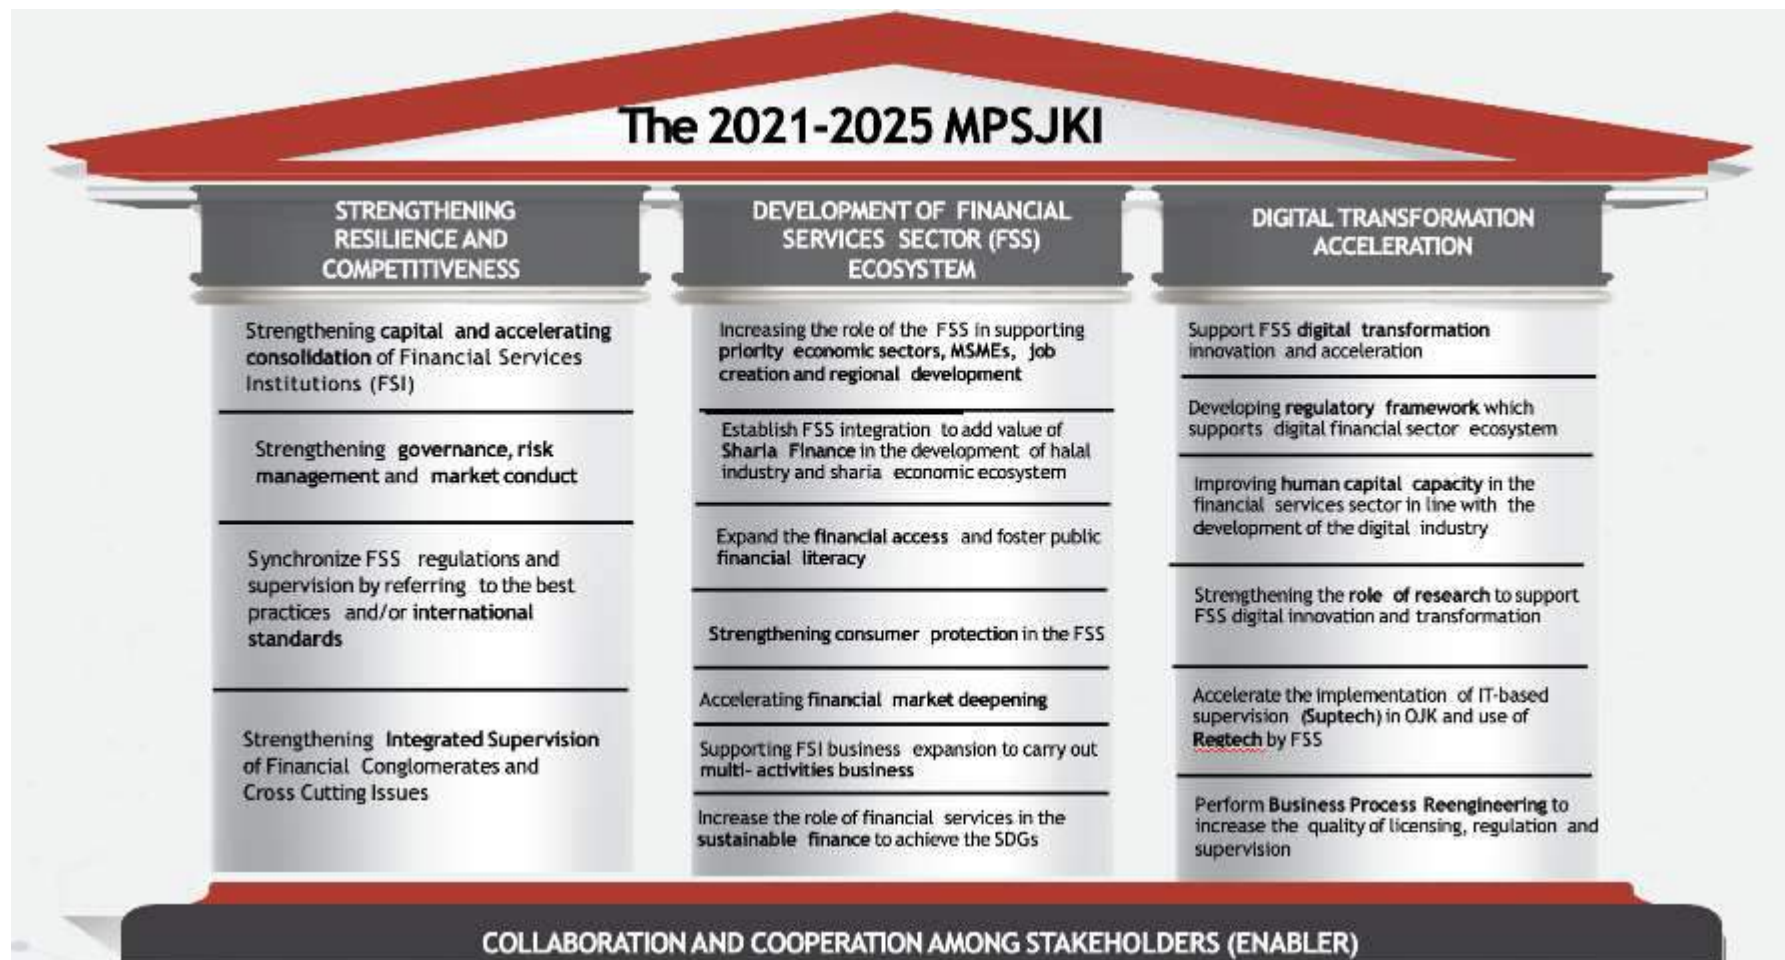 The 2021-2025 MPSJKI
STRENGTHENING
RESILIENCE AND
COMPETITIVENESS
Strengthening capital and accelerating
consolidation of Financial Services
Institutions (FSI)
Strengthening governance, risk
management and market conduct
Synchronize FSS regulations and
supervision by referring to the best
practices and/or international
standards
Strengthening Integrated Supervision
of Financial Conglomerates and
Cross Cutting Issues
DEVELOPMENT OF FINANCIAL
SERVICES SECTOR (FSS)
ECOSYSTEM
Increasing the role of the FSS in supporting
priority economic sectors, MSMEs, job
creation and regional development
Establish FSS integration to add value of
Sharia Finance in the development of halal
industry and sharia economic ecosystem
Expand the financial access and foster public
financial literacy
Strengthening consumer protection in the FSS
Accelerating financial market deepening
Supporting FSI business expansion to carry out
multi- activities business
Increase the role of financial services in the
sustainable finance to achieve the SDGs
DIGITAL TRANSFORMATION
ACCELERATION
Support FSS digital transformation
innovation and acceleration
Developing regulatory framework which
supports digital financial sector ecosystem
Improving human capital capacity in the
financial services sector in line with the
development of the digital industry
Strengthening the role of research to support
FSS digital innovation and transformation
Accelerate the implementation of IT-based
supervision (Suptech) in OJK and use of
Regtech by FSS
Perform Business Process Reengineering to
increase the quality of licensing, regulation and
supervision
COLLABORATION AND COOPERATION AMONG STAKEHOLDERS (ENABLER)